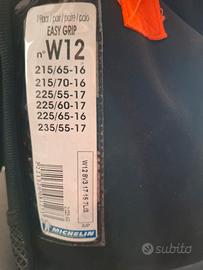 1 Paar / pair / paire / paio
EASY GRIP
n° W12
215/65-16
215/70-16
225/55-17
225/60-17
225/65-16
235/55-17
MICHELIN
subito